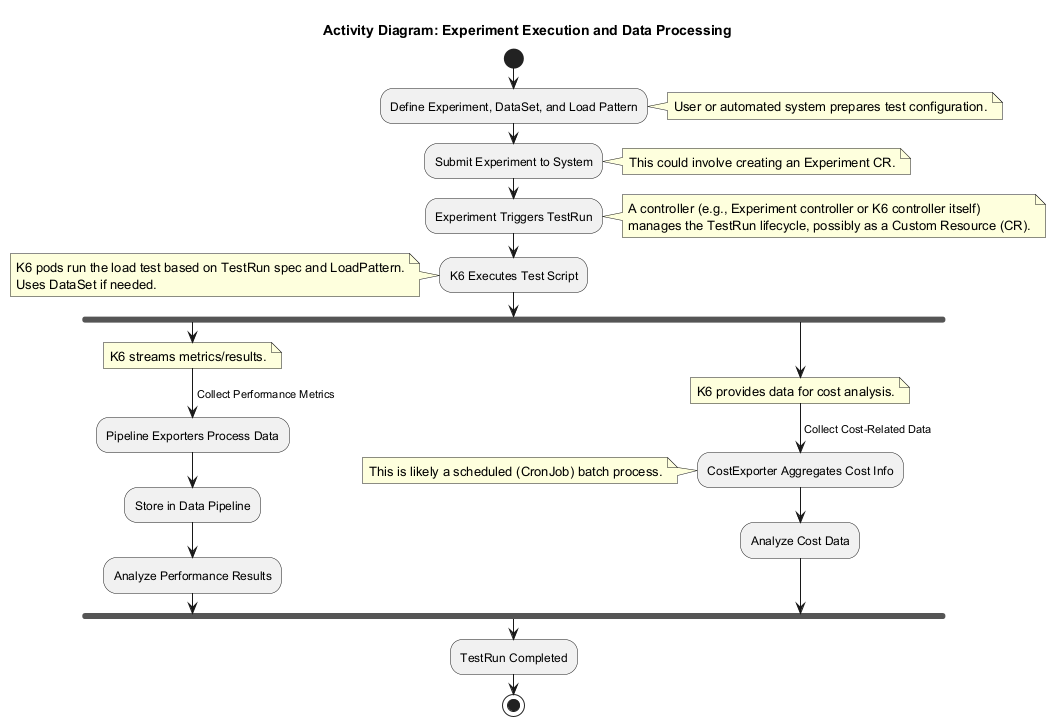 Activity Diagram: Experiment Execution and Data Processing
Define Experiment, DataSet, and Load Pattern
User or automated system prepares test configuration.
Submit Experiment to System
This could involve creating an Experiment CR.
Experiment Triggers TestRun
A controller (e.g., Experiment controller or K6 controller itself)
manages the TestRun lifecycle, possibly as a Custom Resource (CR).
K6 pods run the load test based on TestRun spec and LoadPattern.
Uses DataSet if needed.
K6 Executes Test Script
K6 streams metrics/results.
Collect Performance Metrics
Pipeline Exporters Process Data
Store in Data Pipeline
Analyze Performance Results
K6 provides data for cost analysis.
Collect Cost-Related Data
This is likely a scheduled (CronJob) batch process.
CostExporter Aggregates Cost Info
Analyze Cost Data
TestRun Completed